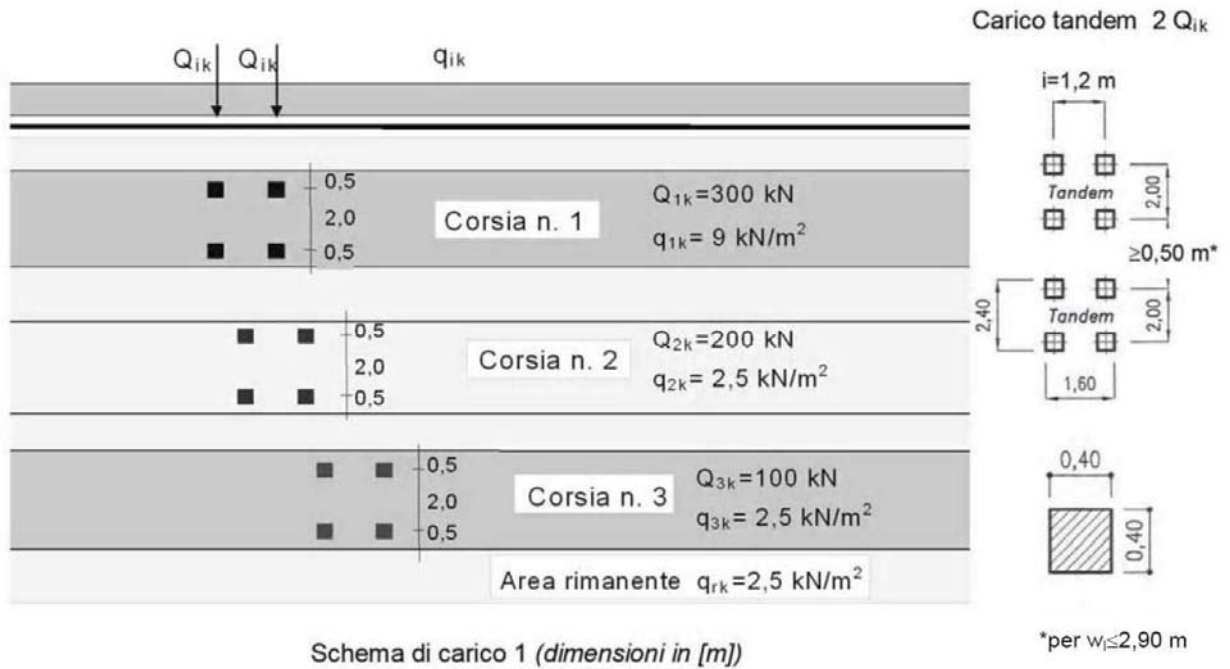 Carico tandem 2 Qik
Qik Qik qik
i=1,2 m
0,5
2,0
0,5
Corsia n. 1
Q1k=300 kN
q1k= 9 kN/m²
Tandem
2,00
≥0,50 m*
0,5
2,0
0,5
Corsia n. 2
Q2k=200 kN
q2k= 2,5 kN/m²
2,40
Tandem
2,00
1,60
0,5
2,0
0,5
Corsia n. 3
Q3k=100 kN
q3k= 2,5 kN/m²
0,40
0,40
Area rimanente qrk=2,5 kN/m²
Schema di carico 1 (dimensioni in [m])
*per wl≤2,90 m